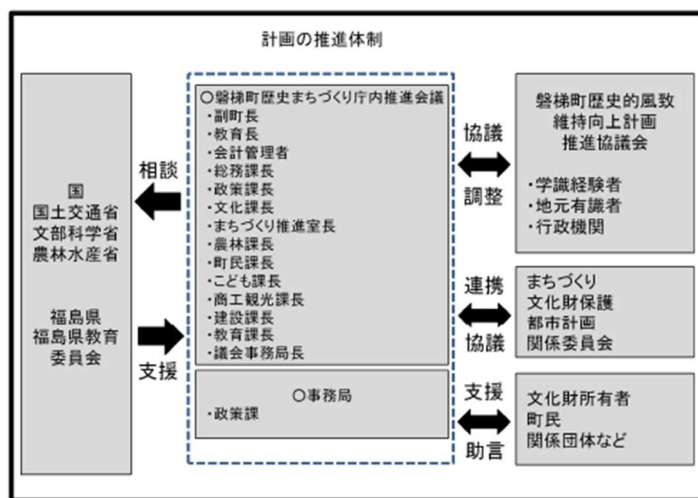 計画の推進体制
国
国土交通省
文部科学省
農林水産省
福島県
福島県教育
委員会
相談
支援
〇磐梯町歴史まちづくり庁内推進会議
・副町長
・教育長
・会計管理者
・総務課長
・政策課長
・文化課長
・まちづくり推進室長
・農林課長
・町民課長
・こども課長
・商工観光課長
・建設課長
・教育課長
・議会事務局長
〇事務局
・政策課
協議
調整
連携
協議
支援
助言
磐梯町歴史的風致
維持向上計画
推進協議会
・学識経験者
・地元有識者
・行政機関
まちづくり
文化財保護
都市計画
関係委員会
文化財所有者
町民
関係団体など